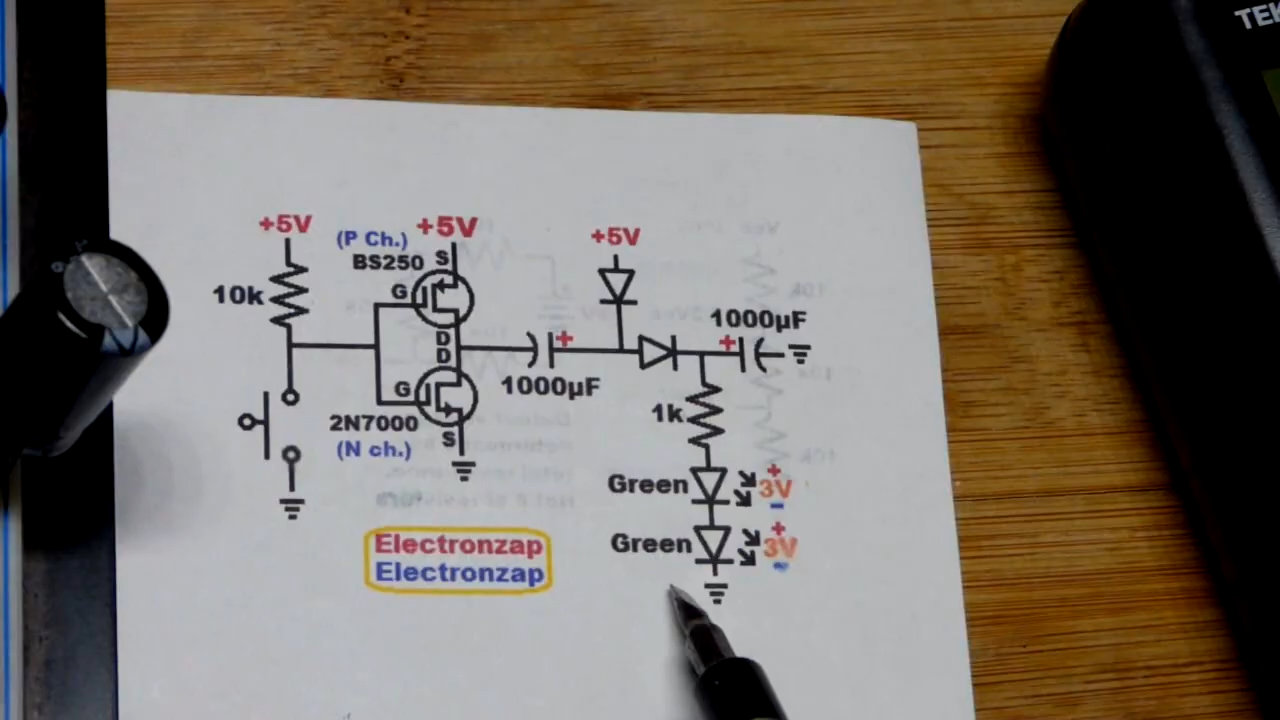 +5V
10k
(P Ch.)
BS250
+5V
S
G
D
D
G
2N7000
(N ch.)
S
+
1000µF
+5V
1000µF
+
1k
Green
+
3V
-
Green
+
3V
-
Electronzap
Electronzap
TEK